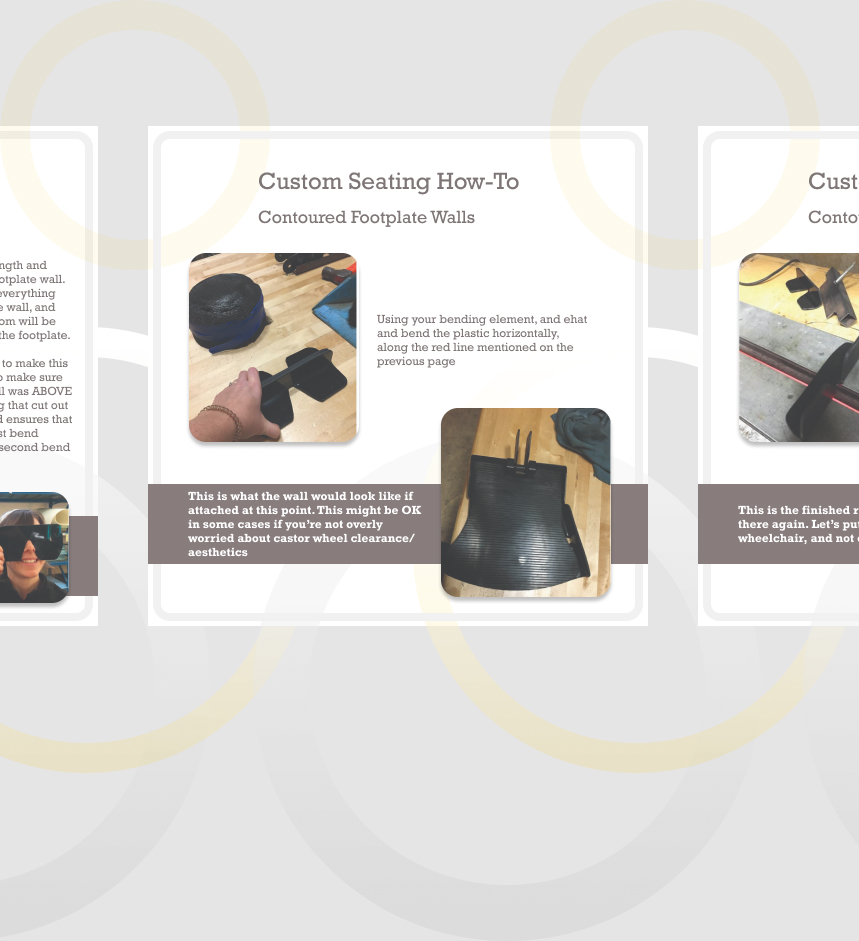 ngth and
otplate wall.
everything
e wall, and
om will be
the footplate.
to make this
o make sure
ll was ABOVE
g that cut out
d ensures that
st bend
second bend
Custom Seating How-To
Contoured Footplate Walls
Using your bending element, and ehat
and bend the plastic horizontally,
along the red line mentioned on the
previous page
This is what the wall would look like if
attached at this point. This might be OK
in some cases if you’re not overly
worried about castor wheel clearance/
aesthetics
Cust
Conto
This is the finished r
there again. Let’s pu
wheelchair, and not